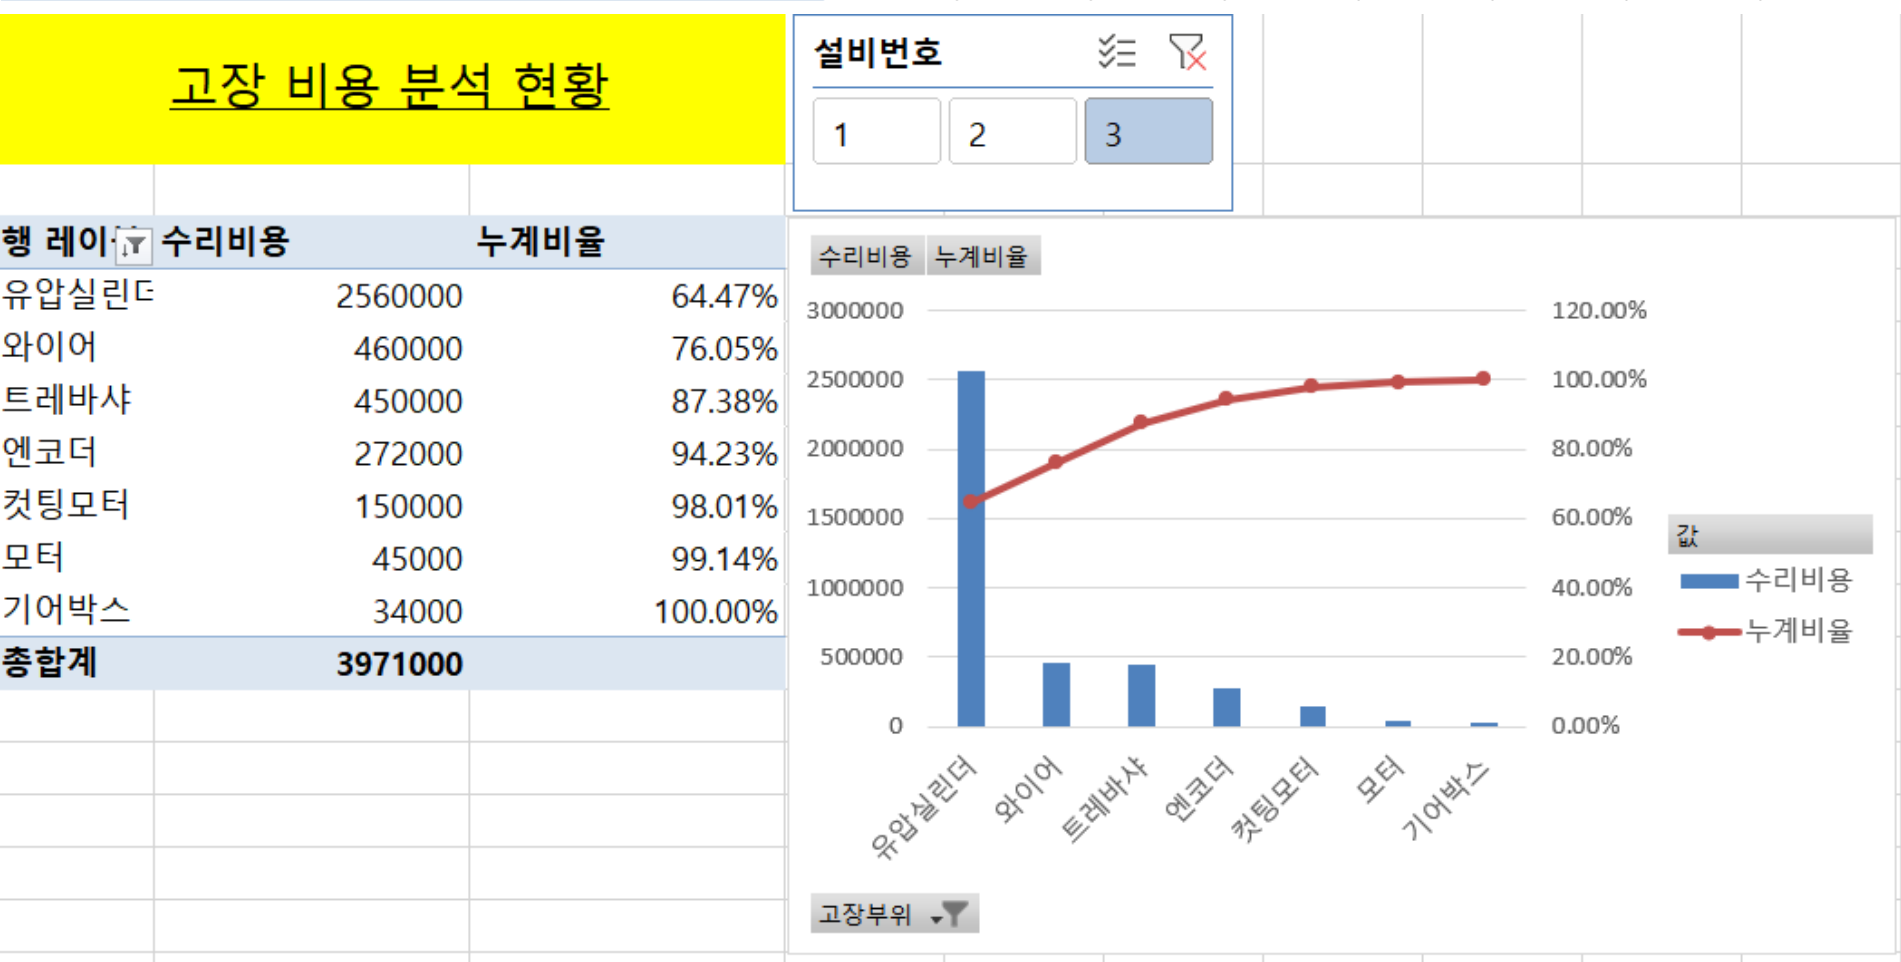 고장 비용 분석 현황
설비번호
1 2 3
행 레이 수리비용 누계비율
유압실린더 2560000 64.47%
와이어 460000 76.05%
트레바샤 450000 87.38%
엔코더 272000 94.23%
컷팅모터 150000 98.01%
모터 45000 99.14%
기어박스 34000 100.00%
총합계 3971000
수리비용 누계비율
3000000 120.00%
2500000 100.00%
2000000 80.00%
1500000 60.00%
1000000 40.00%
500000 20.00%
0 0.00%
유압실린더 와이어 트레바샤 엔코더 컷팅모터 모터 기어박스
값
수리비용
누계비율
고장부위